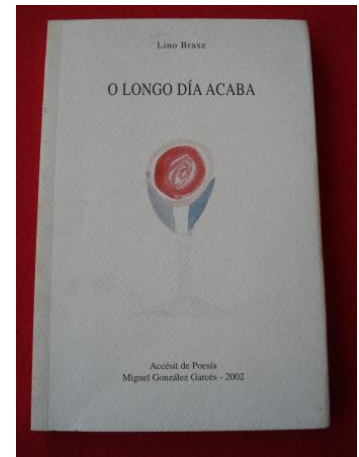 Lino Braxe
O LONGO DÍA ACABA
Accésit de Poesía
Miguel González Garcés - 2002